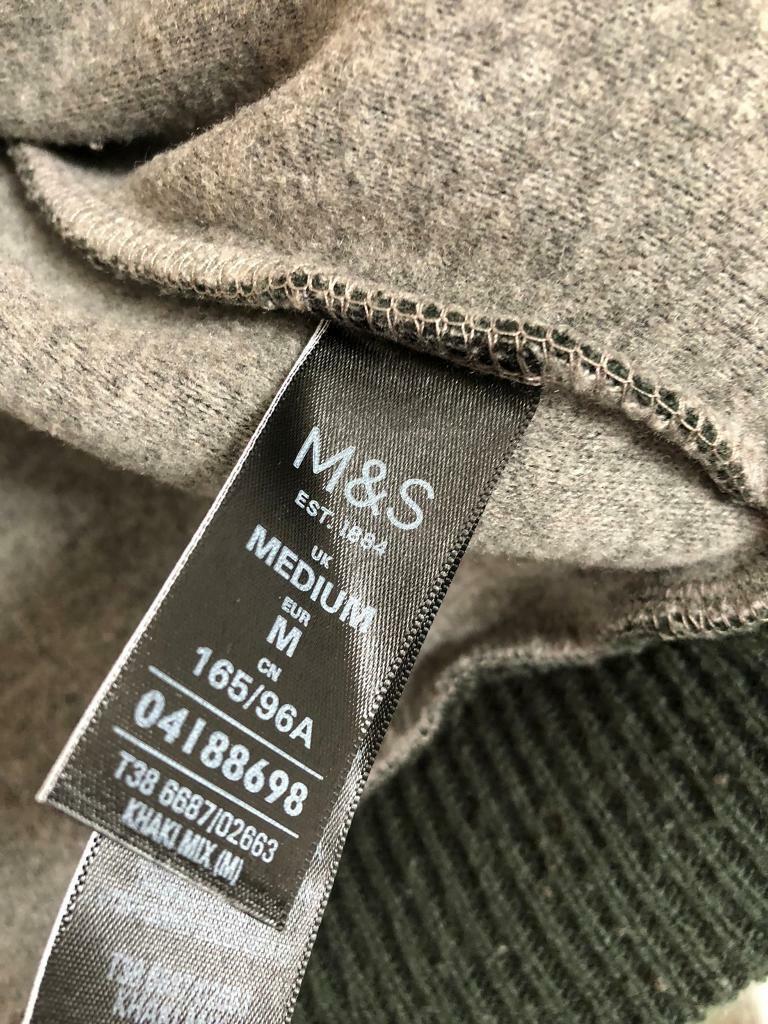 M&S
EST. 1884
UK
MEDIUM
EUR
M
CN
165/96A
04188698
T38 6687/02663
KHAKI MIX (M)